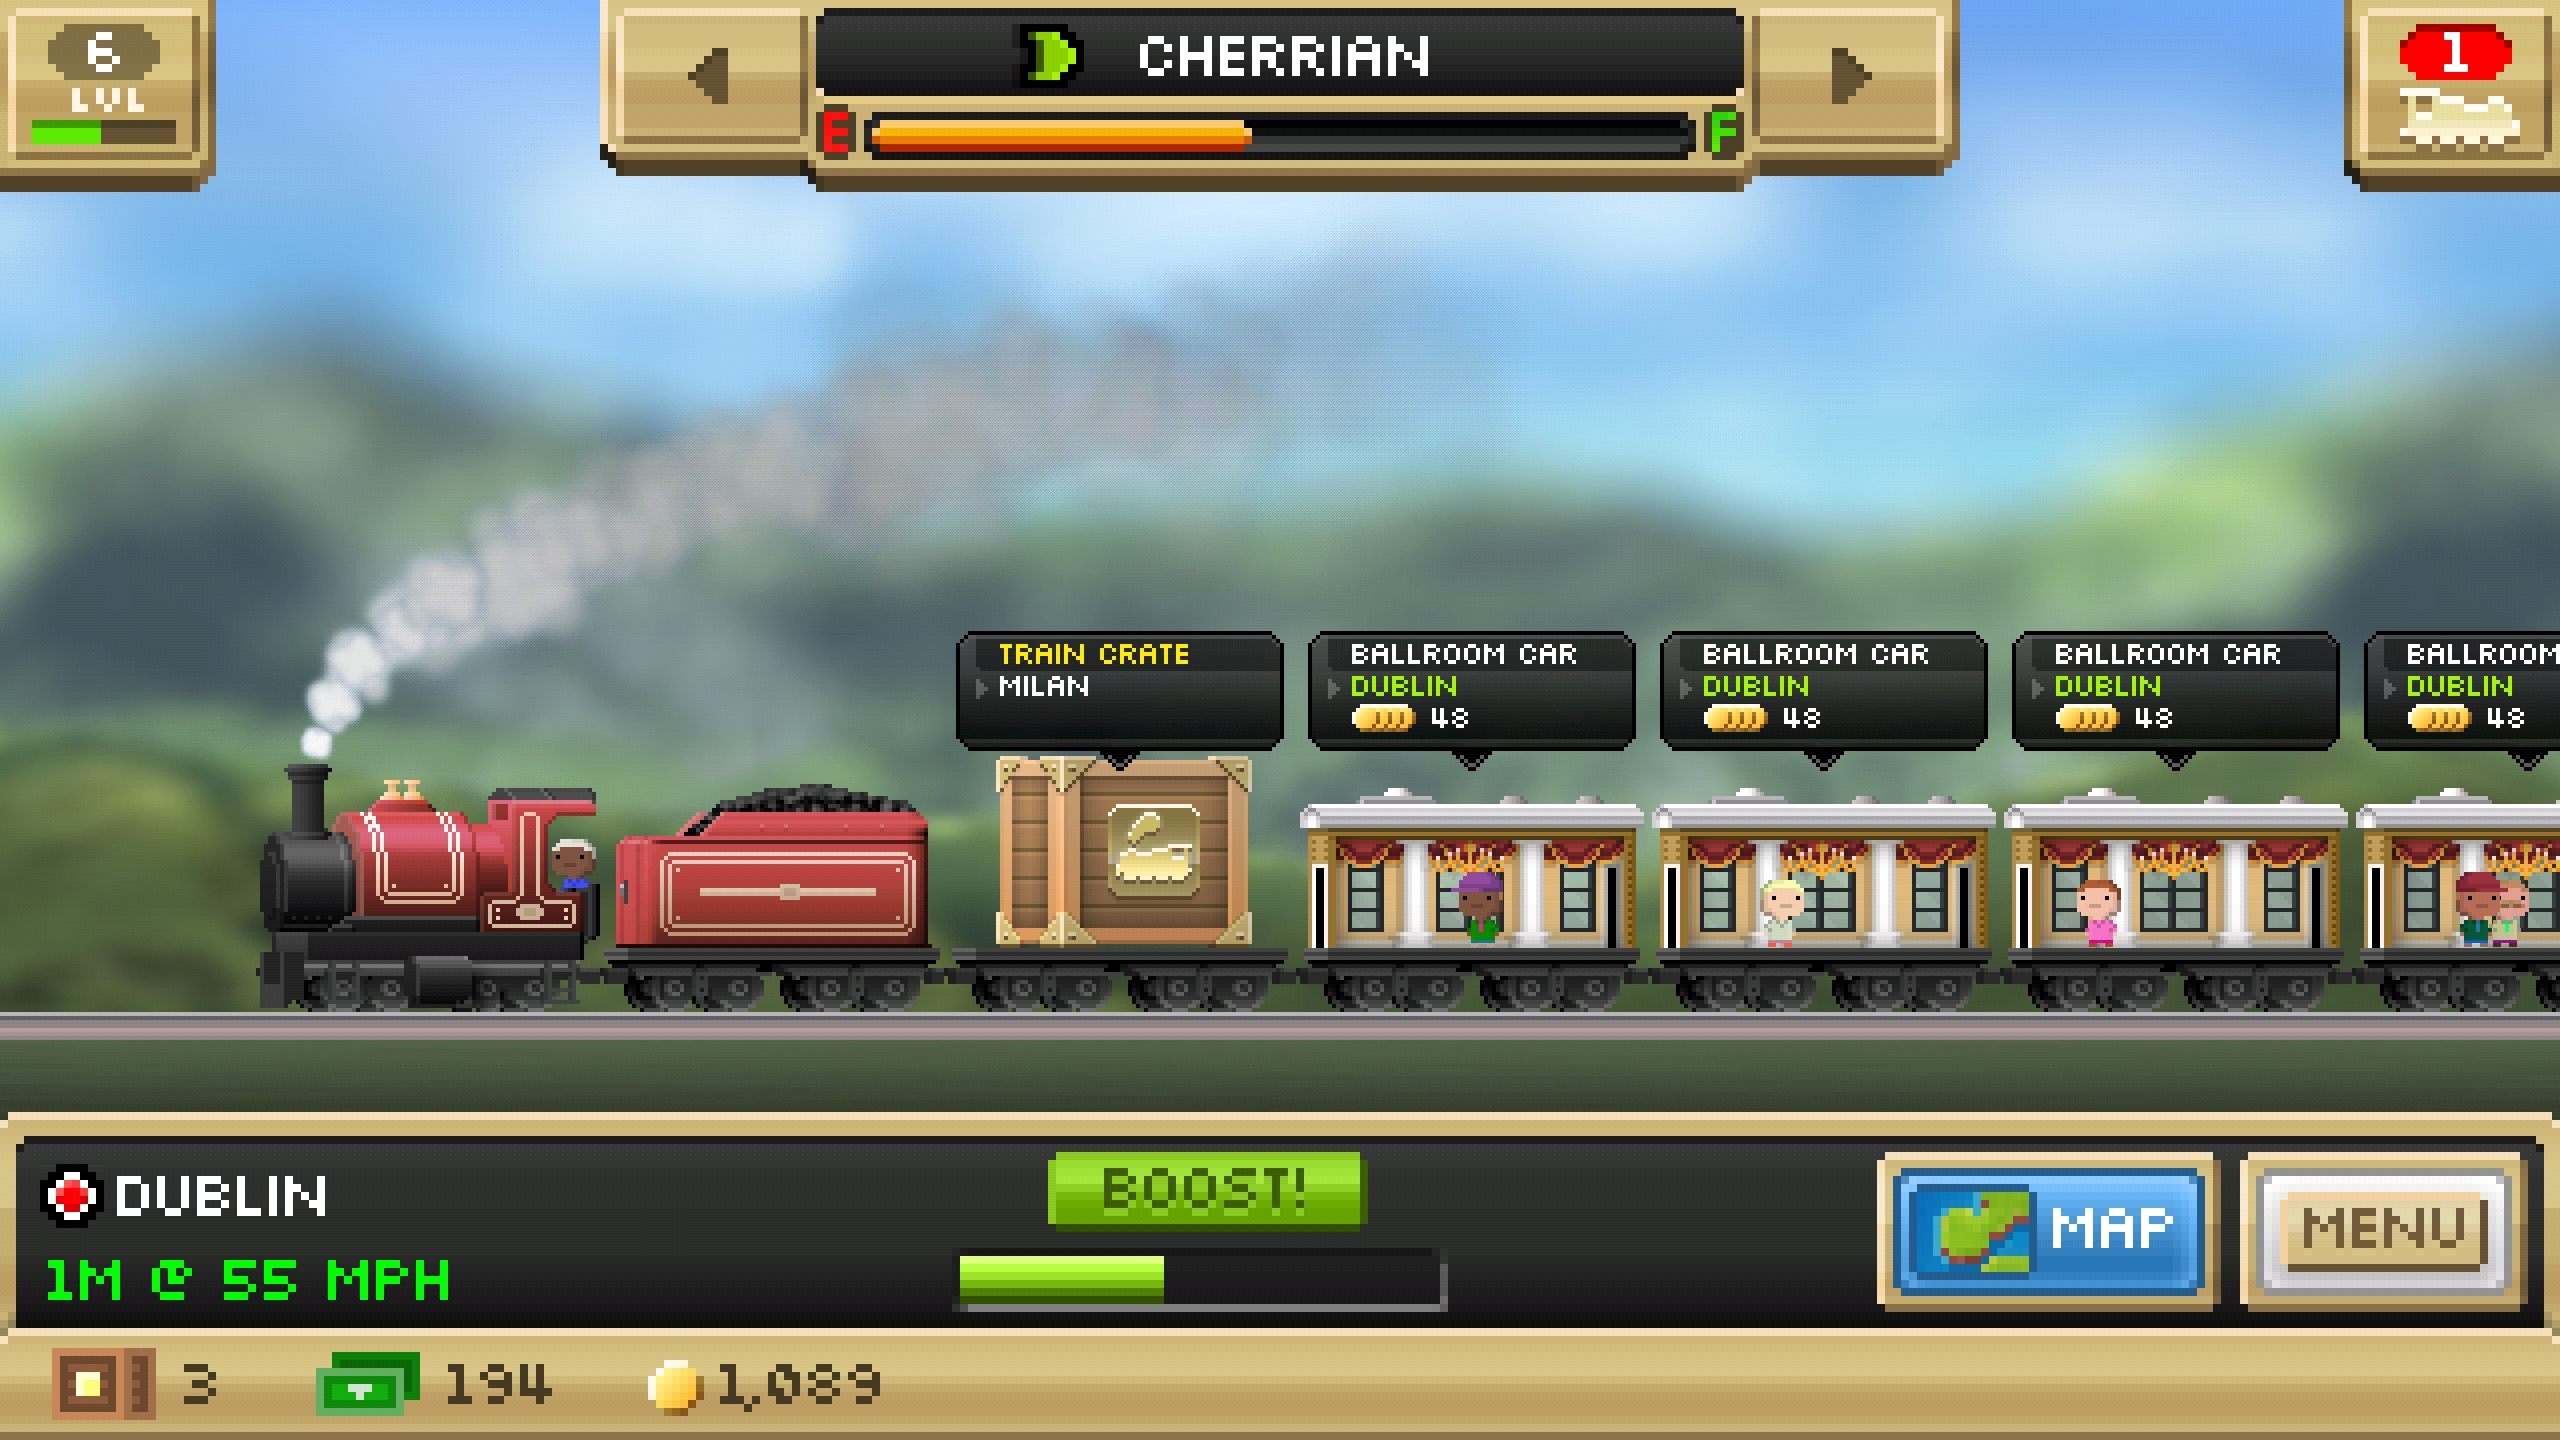 6
LVL
CHERRIAN
E
F
1
TRAIN CRATE
MILAN
BALLROOM CAR
DUBLIN
48
BALLROOM CAR
DUBLIN
48
BALLROOM CAR
DUBLIN
48
BALLROOM
DUBLIN
48
DUBLIN
1M @ 55 MPH
BOOST!
MAP
MENU
3
194
1,089